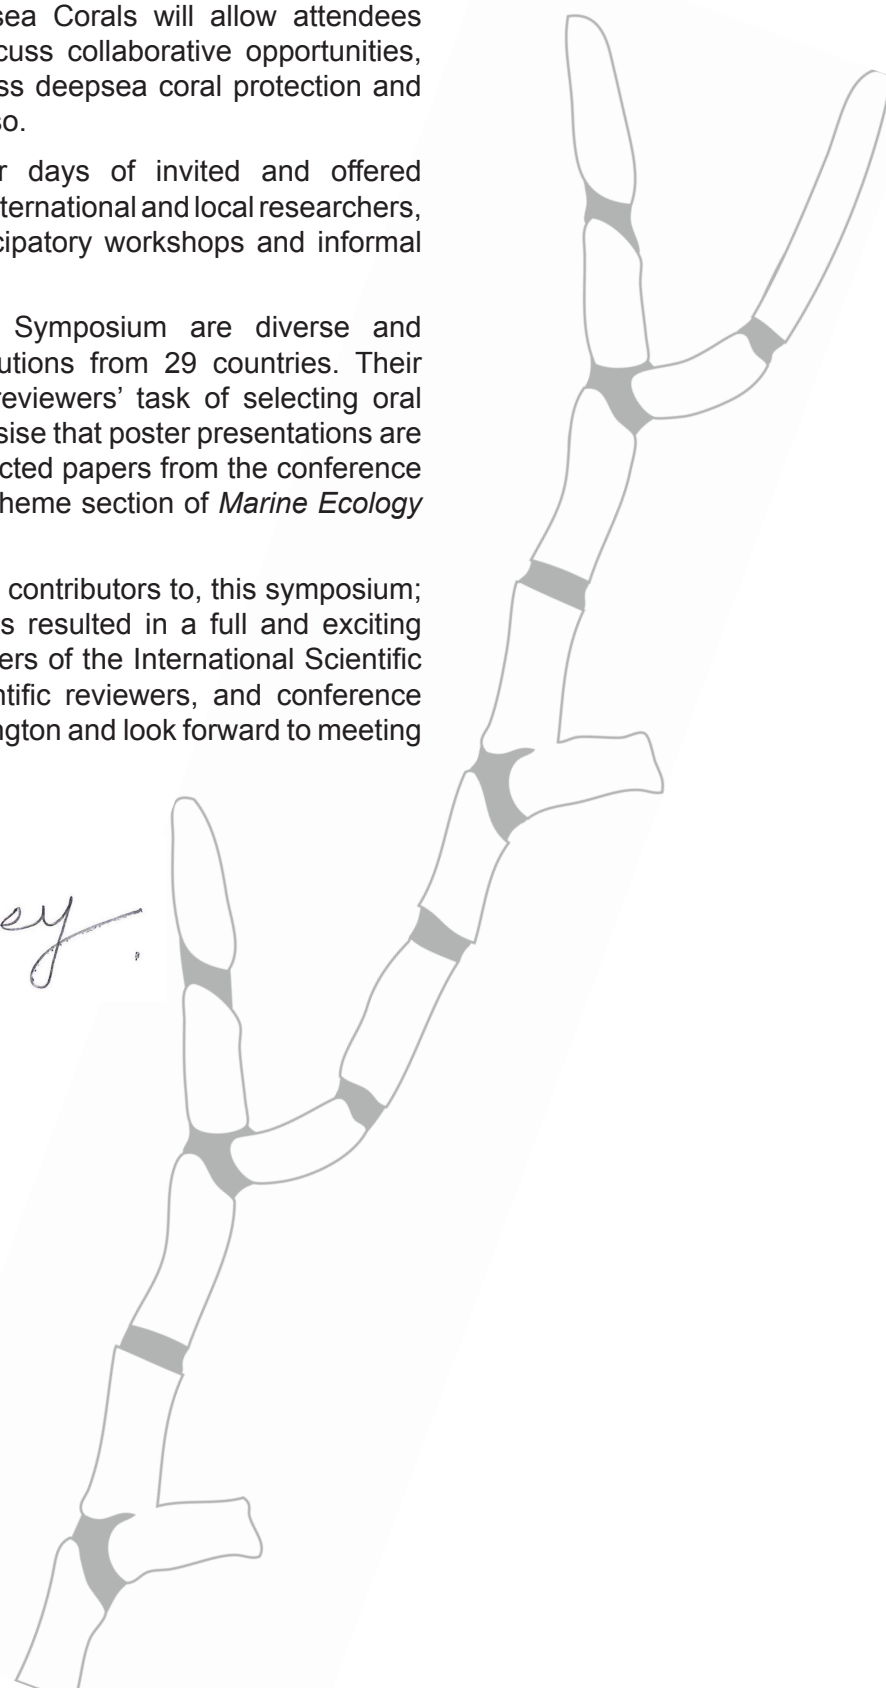 sea Corals will allow attendees
cuss collaborative opportunities,
ss deepsea coral protection and
so.
r days of invited and offered
nternational and local researchers,
cipatory workshops and informal
Symposium are diverse and
utions from 29 countries. Their
reviewers’ task of selecting oral
sise that poster presentations are
cted papers from the conference
heme section of Marine Ecology
contributors to, this symposium;
s resulted in a full and exciting
ers of the International Scientific
ntific reviewers, and conference
ngton and look forward to meeting
ey